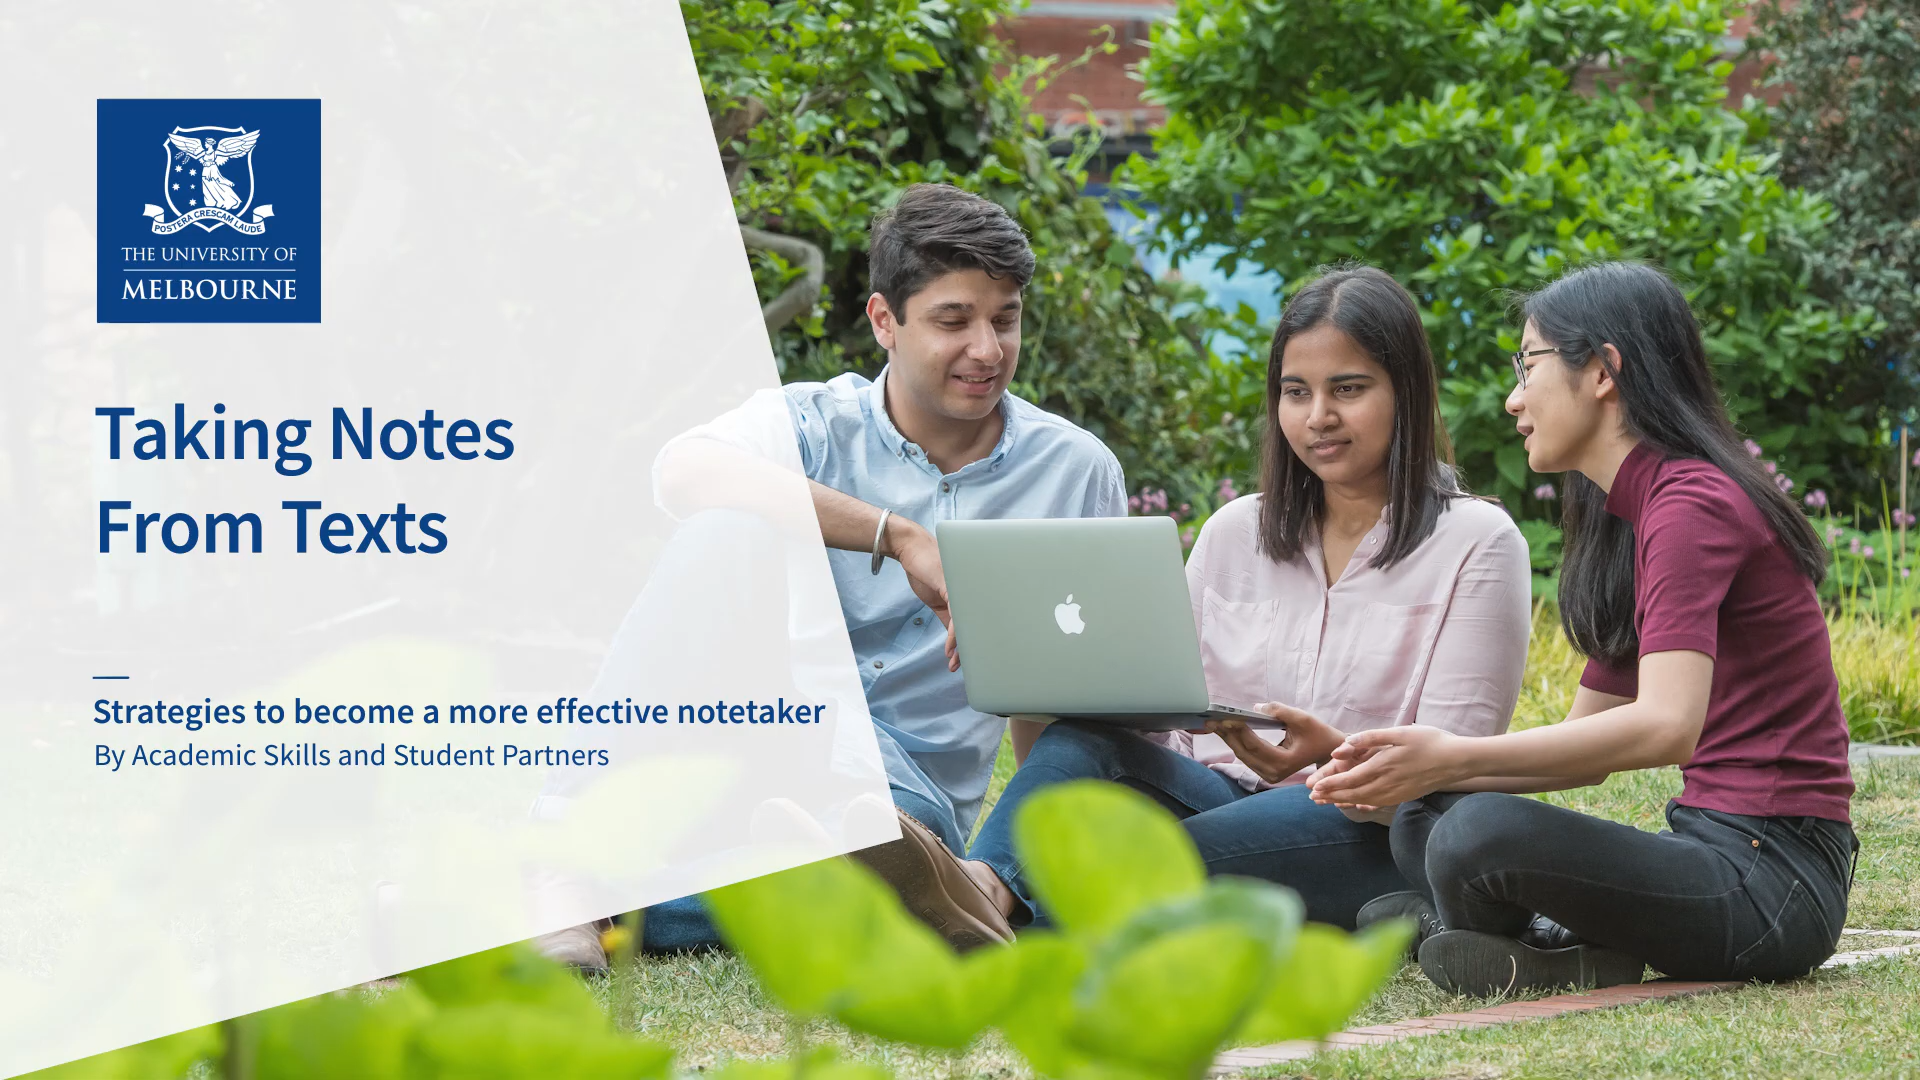 POSTERA CRESCAM LAUDE
THE UNIVERSITY OF
MELBOURNE
Taking Notes
From Texts
Strategies to become a more effective notetaker
By Academic Skills and Student Partners